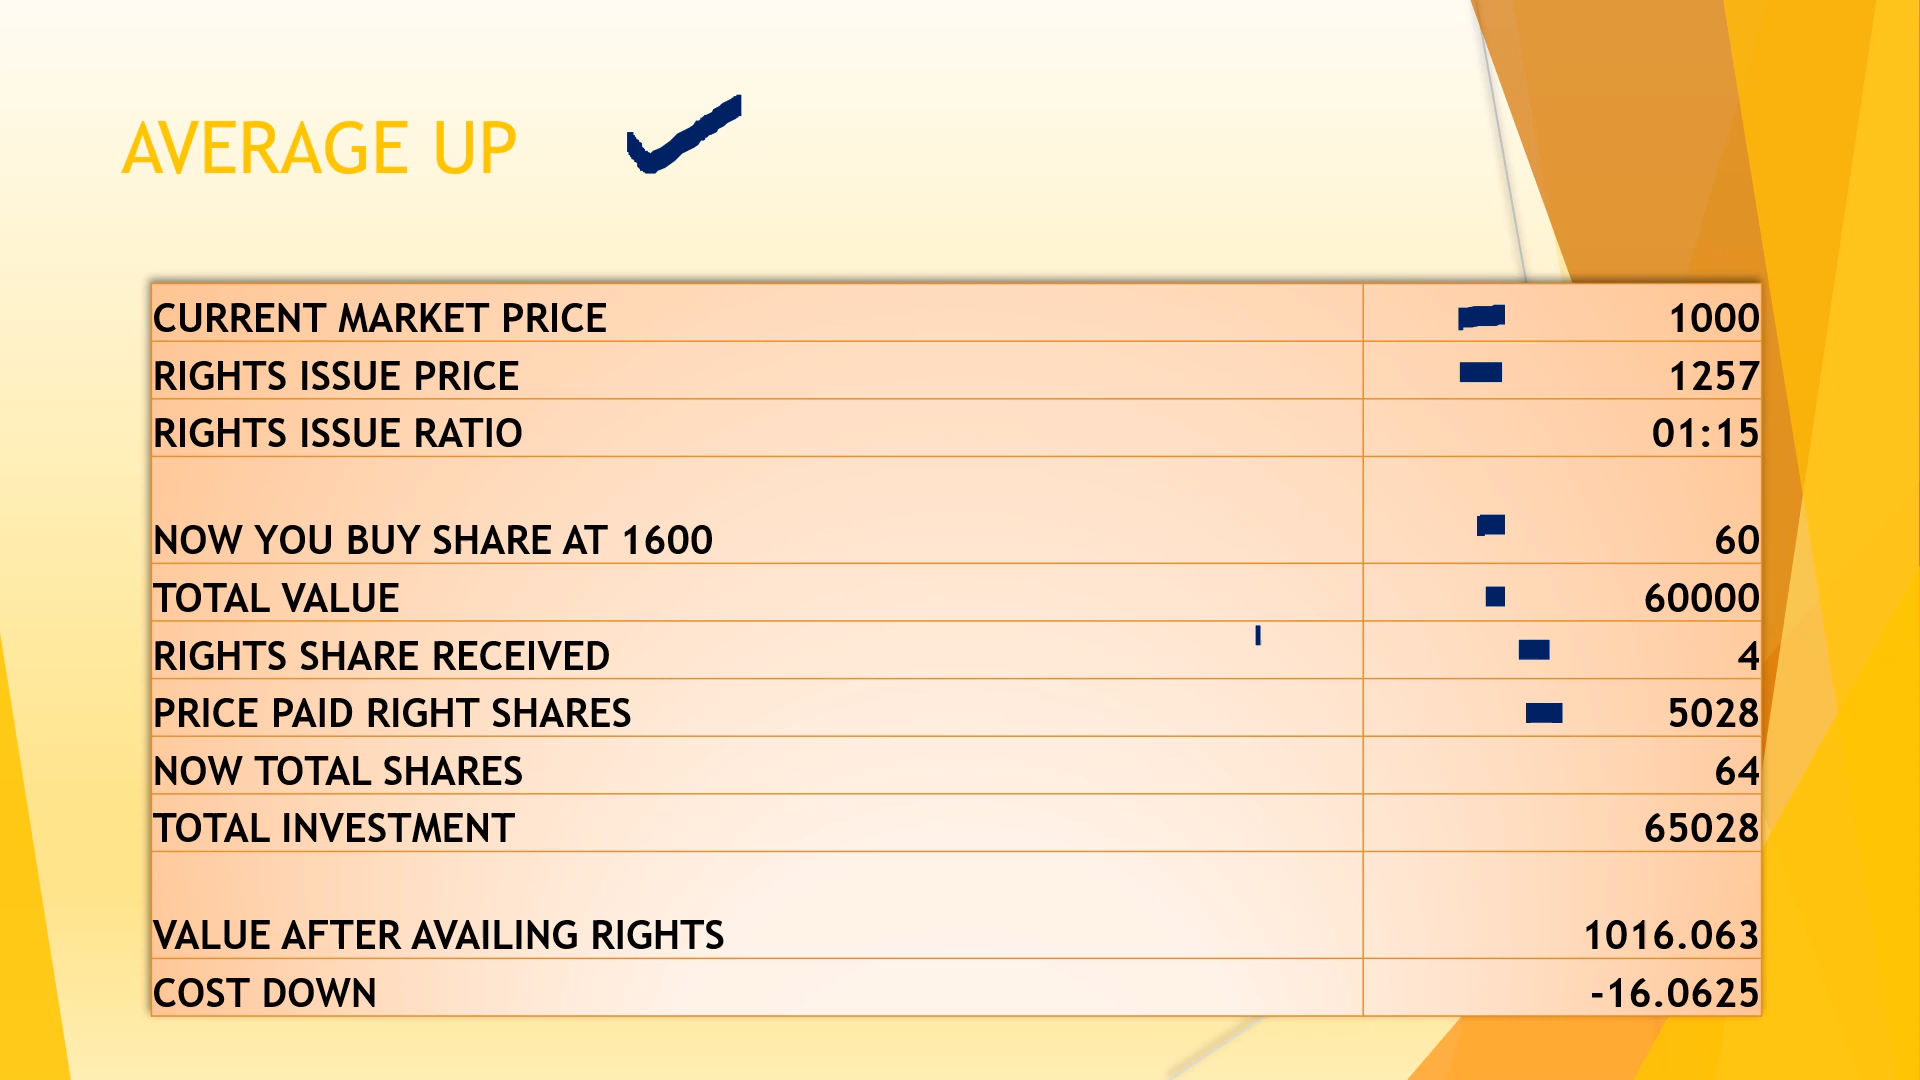 AVERAGE UP
CURRENT MARKET PRICE 1000
RIGHTS ISSUE PRICE 1257
RIGHTS ISSUE RATIO 01:15
NOW YOU BUY SHARE AT 1600 60
TOTAL VALUE 60000
RIGHTS SHARE RECEIVED 4
PRICE PAID RIGHT SHARES 5028
NOW TOTAL SHARES 64
TOTAL INVESTMENT 65028
VALUE AFTER AVAILING RIGHTS 1016.063
COST DOWN -16.0625